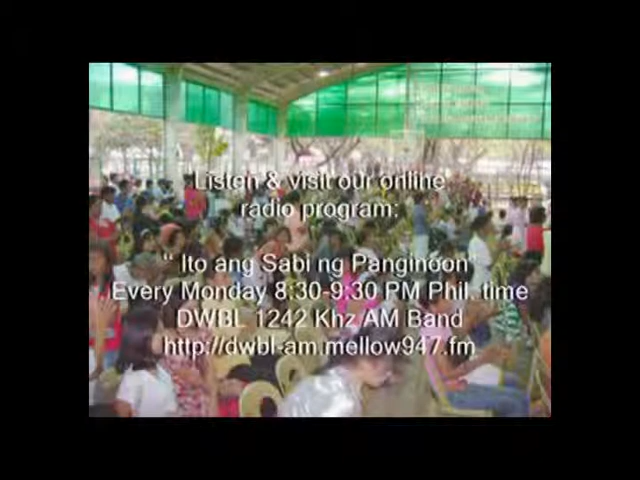 Listen & visit our online
radio program:
“ Ito ang Sabi ng Panginoon”
Every Monday 8:30-9:30 PM Phil. time
DWBL 1242 Khz AM Band
http://dwbl-am.mellow947.fm